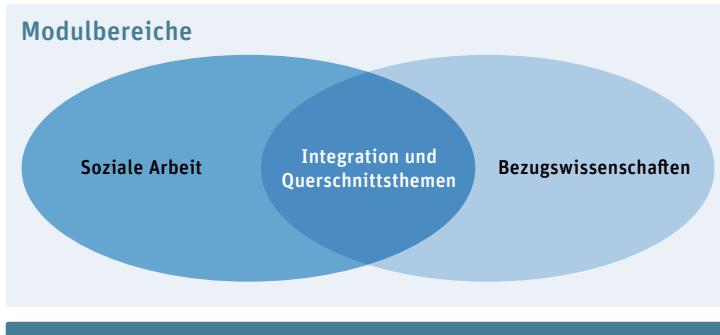 Modulbereiche
Soziale Arbeit
Integration und
Querschnittsthemen
Bezugswissenschaften